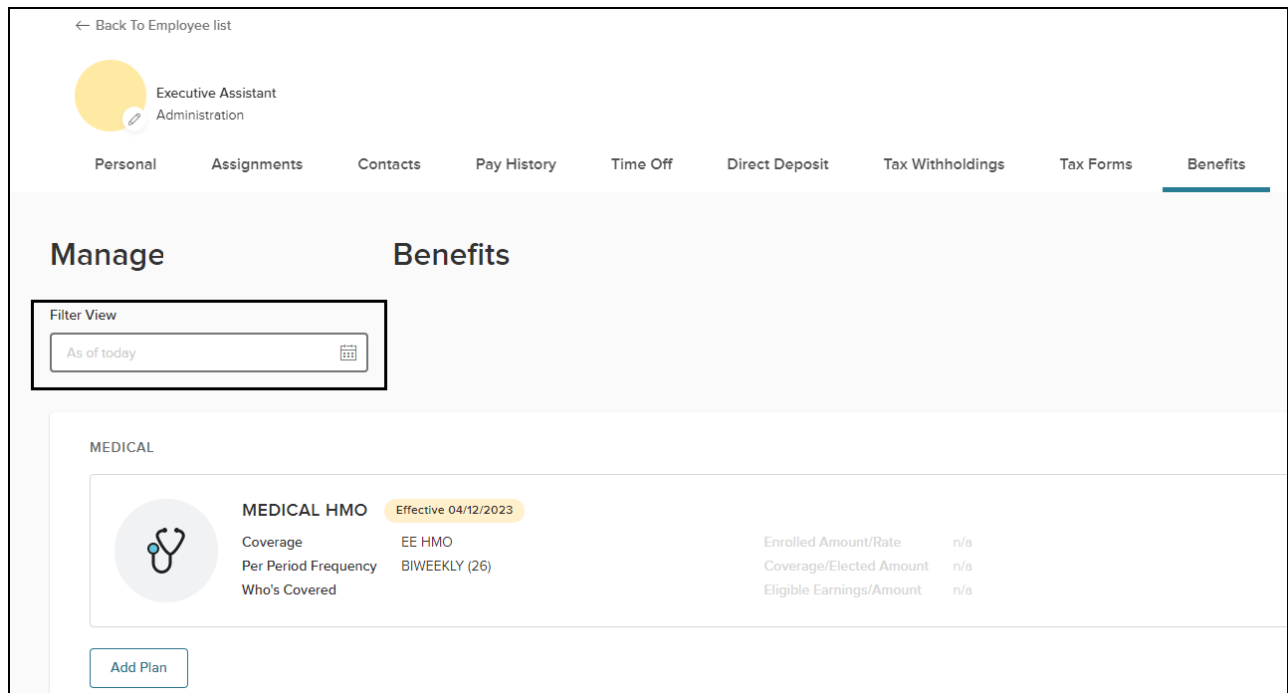 ← Back To Employee list
Executive Assistant
Administration
Personal Assignments Contacts Pay History Time Off Direct Deposit Tax Withholdings Tax Forms Benefits
Manage Benefits
Filter View
As of today
MEDICAL
MEDICAL HMO Effective 04/12/2023
Coverage EE HMO Enrolled Amount/Rate n/a
Per Period Frequency BIWEEKLY (26) Coverage/Elected Amount n/a
Who's Covered Eligible Earnings/Amount n/a
Add Plan